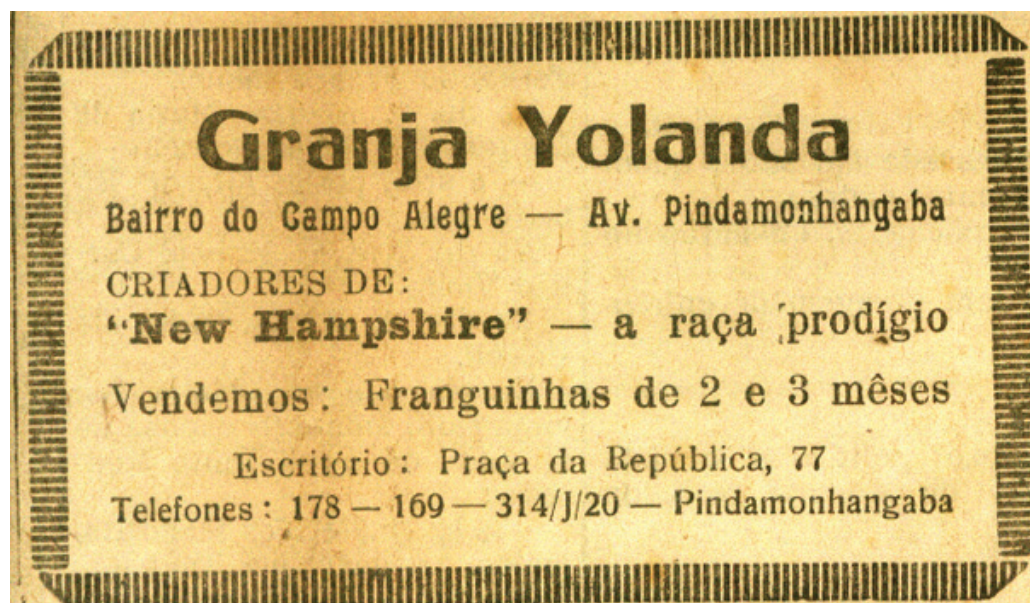 Granja Yolanda
Bairro do Campo Alegre — Av. Pindamonhangaba
CRIADORES DE:
“New Hampshire” — a raça prodígio
Vendemos: Franguinhas de 2 e 3 mêses
Escritório: Praça da República, 77
Telefones: 178 — 169 — 314/J/20 — Pindamonhangaba